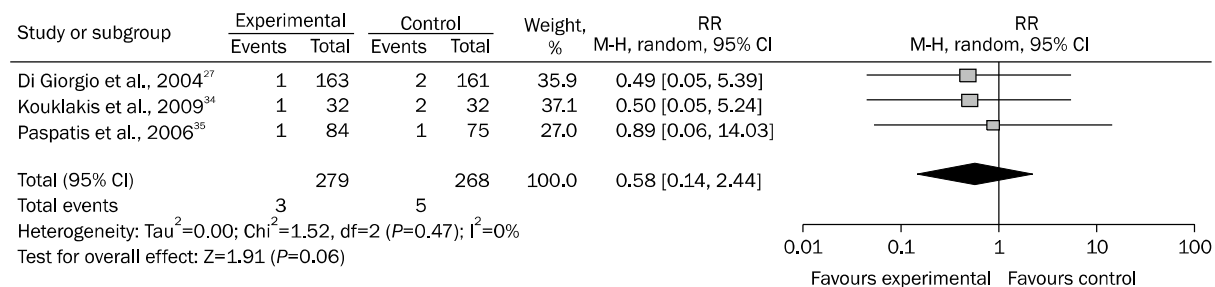 Study or subgroup Experimental Control Weight, % RR M-H, random, 95% CI RR M-H, random, 95% CI
Events Total Events Total
Di Giorgio et al., 2004²⁷ 1 163 2 161 35.9 0.49 [0.05, 5.39]
Kouklakis et al., 2009³⁴ 1 32 2 32 37.1 0.50 [0.05, 5.24]
Paspatis et al., 2006³⁵ 1 84 1 75 27.0 0.89 [0.06, 14.03]
Total (95% CI) 279 268 100.0 0.58 [0.14, 2.44]
Total events 3 5
Heterogeneity: Tau²=0.00; Chi²=1.52, df=2 (P=0.47); I²=0%
Test for overall effect: Z=1.91 (P=0.06)
0.01 0.1 1 10 100
Favours experimental Favours control